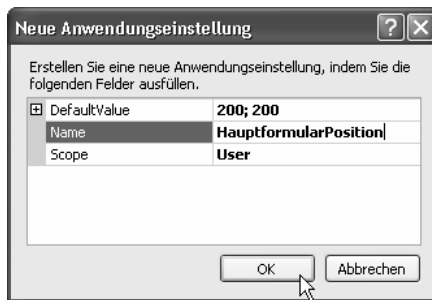 Neue Anwendungseinstellung
Erstellen Sie eine neue Anwendungseinstellung, indem Sie die
folgenden Felder ausfüllen.
DefaultValue 200; 200
Name HauptformularPosition
Scope User
OK Abbrechen